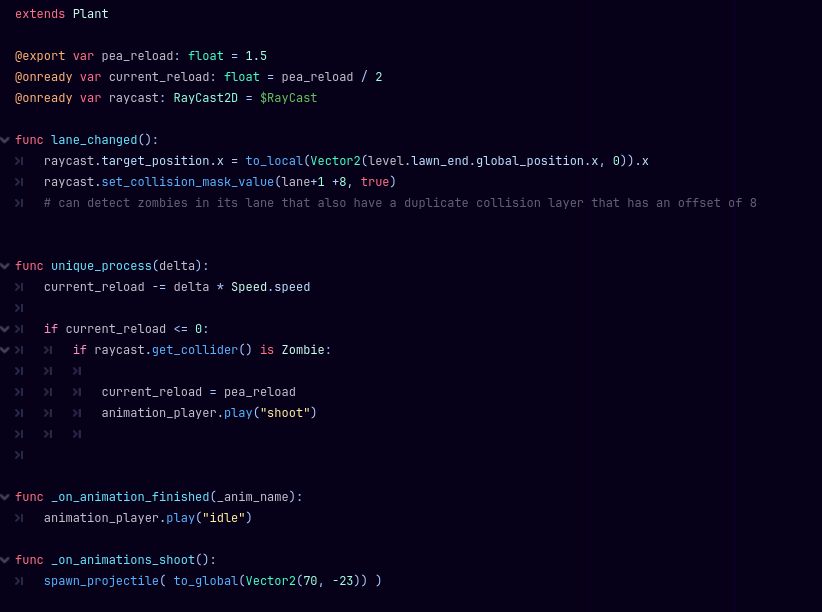 extends Plant
@export var pea_reload: float = 1.5
@onready var current_reload: float = pea_reload / 2
@onready var raycast: RayCast2D = $RayCast
func lane_changed():
raycast.target_position.x = to_local(Vector2(level.lawn_end.global_position.x, 0)).x
raycast.set_collision_mask_value(lane+1 +8, true)
# can detect zombies in its lane that also have a duplicate collision layer that has an offset of 8
func unique_process(delta):
current_reload -= delta * Speed.speed
if current_reload <= 0:
if raycast.get_collider() is Zombie:
current_reload = pea_reload
animation_player.play("shoot")
func _on_animation_finished(_anim_name):
animation_player.play("idle")
func _on_animations_shoot():
spawn_projectile( to_global(Vector2(70, -23)) )